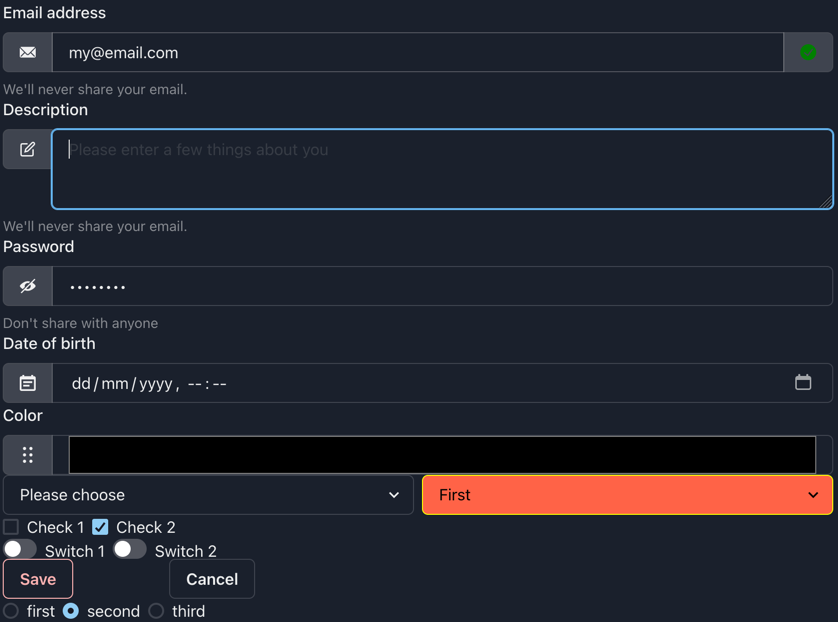 Email address
my@email.com
We'll never share your email.
Description
Please enter a few things about you
We'll never share your email.
Password
••••••••
Don't share with anyone
Date of birth
dd/mm/yyyy, --:--
Color
Please choose First
Check 1 Check 2
Switch 1 Switch 2
Save Cancel
first second third